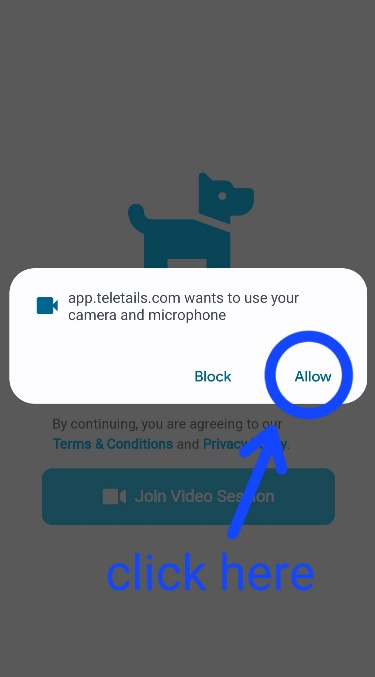 app.teletails.com wants to use your
camera and microphone
Block Allow
By continuing, you are agreeing to our
Terms & Conditions and Privacy Policy.
Join Video Session
click here